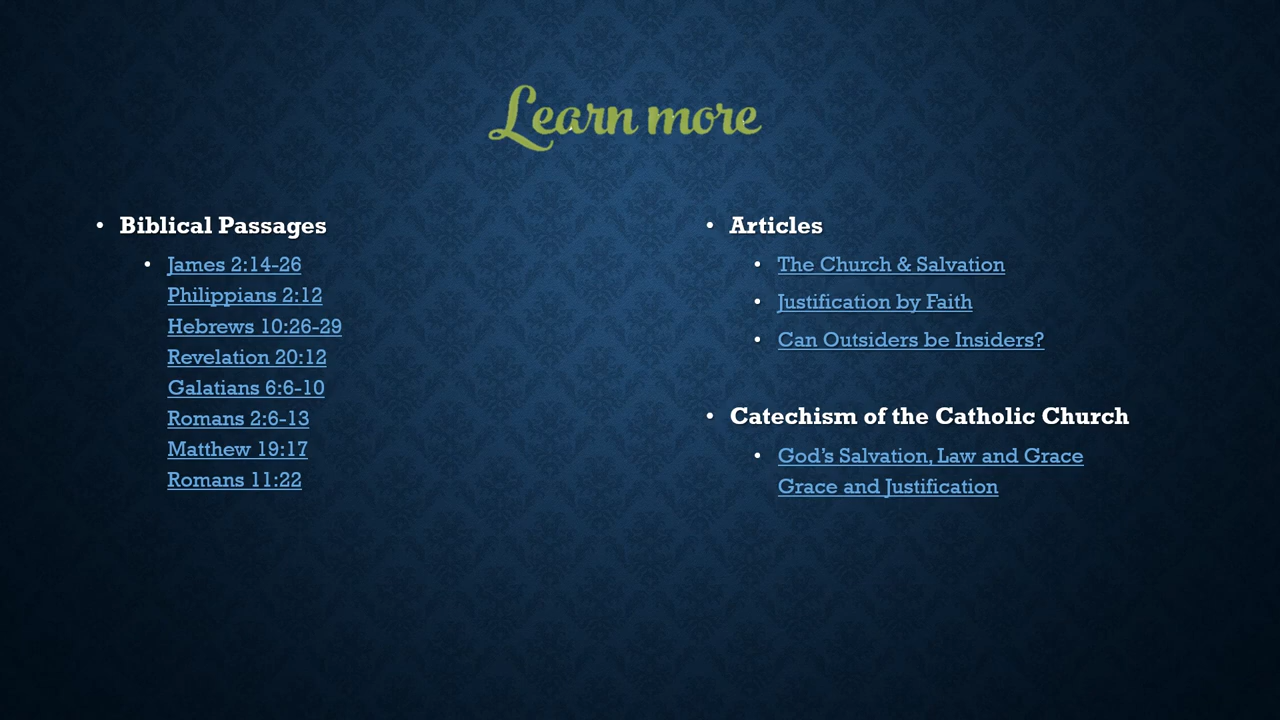 Learn more
• Biblical Passages
• James 2:14-26
Philippians 2:12
Hebrews 10:26-29
Revelation 20:12
Galatians 6:6-10
Romans 2:6-13
Matthew 19:17
Romans 11:22
• Articles
• The Church & Salvation
• Justification by Faith
• Can Outsiders be Insiders?
• Catechism of the Catholic Church
• God's Salvation, Law and Grace
Grace and Justification